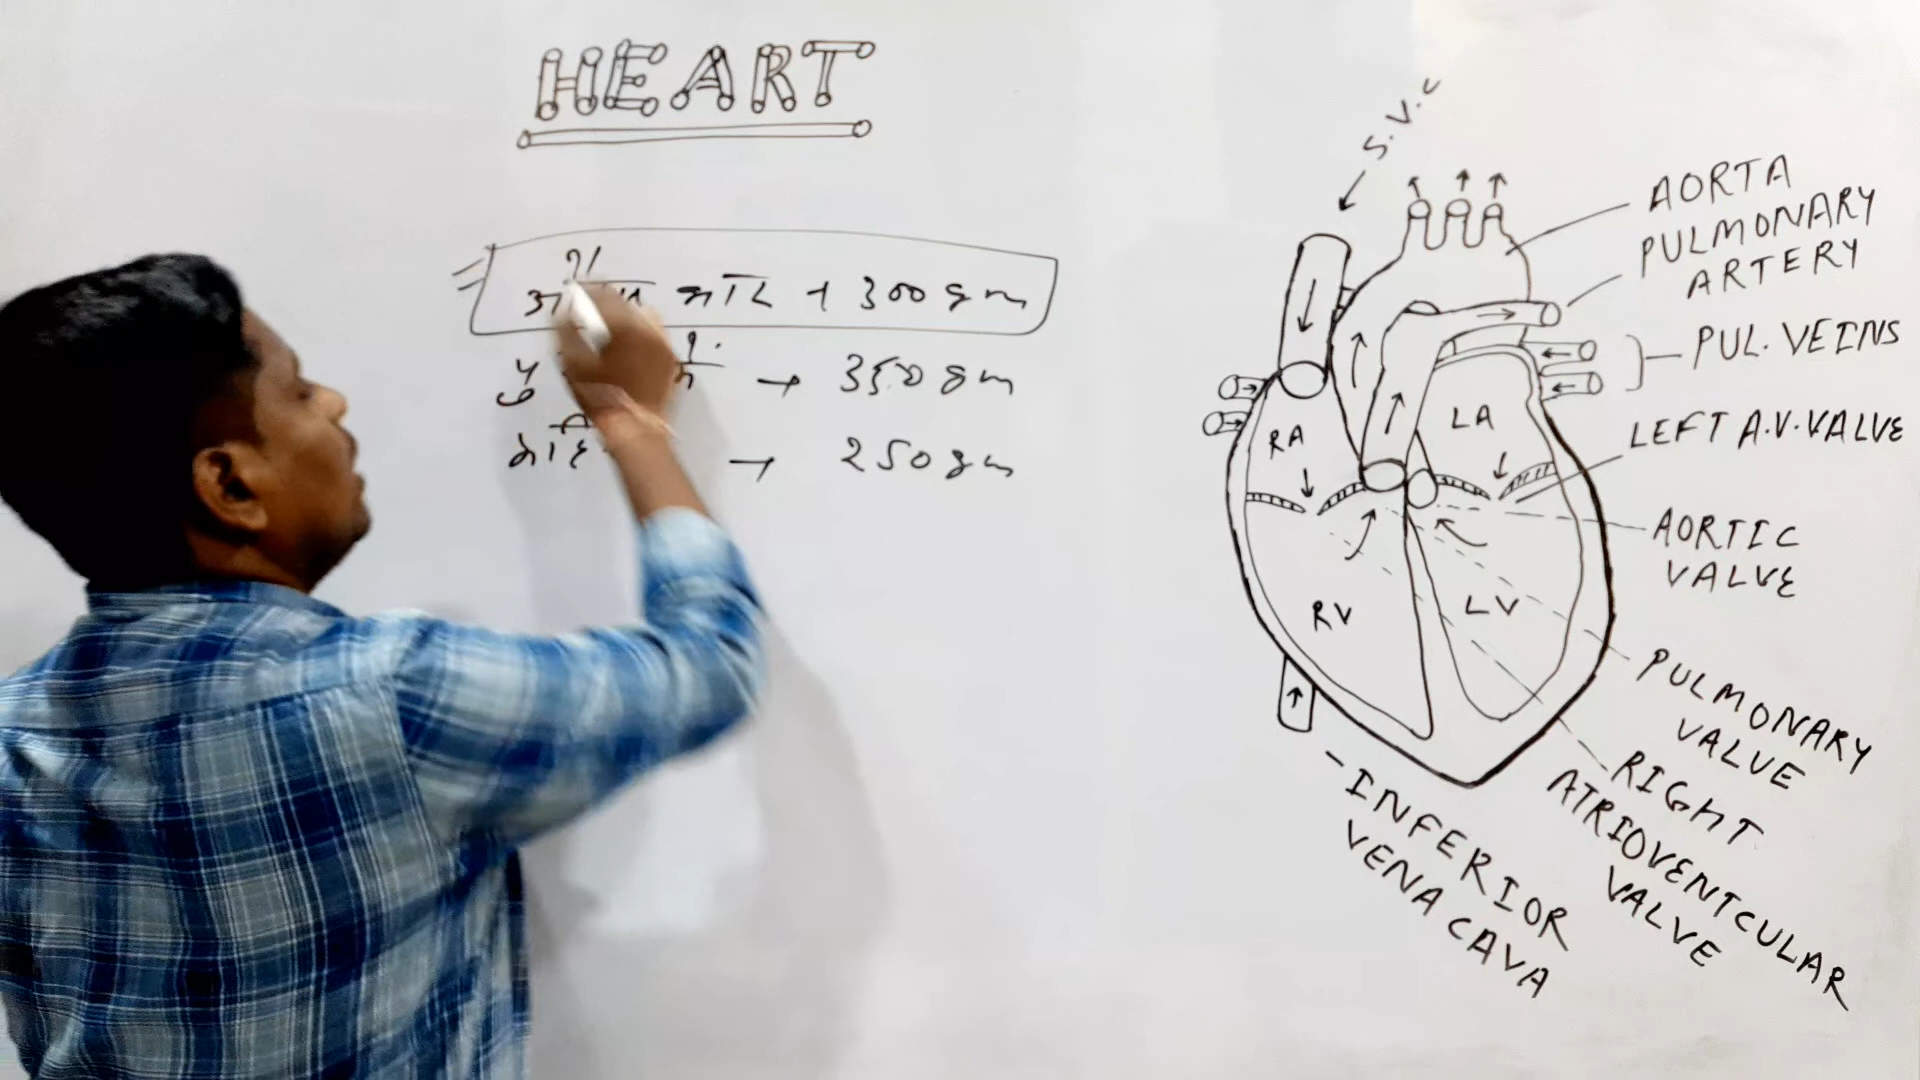 HEART
300 gm
→ 350 gm
→ 250 gm
S.V.C
AORTA
PULMONARY
ARTERY
PUL. VEINS
LEFT A.V. VALVE
AORTIC
VALVE
PULMONARY
VALVE
RIGHT
ATRIOVENTCULAR
VALVE
INFERIOR
VENA CAVA
RA
LA
RV
LV